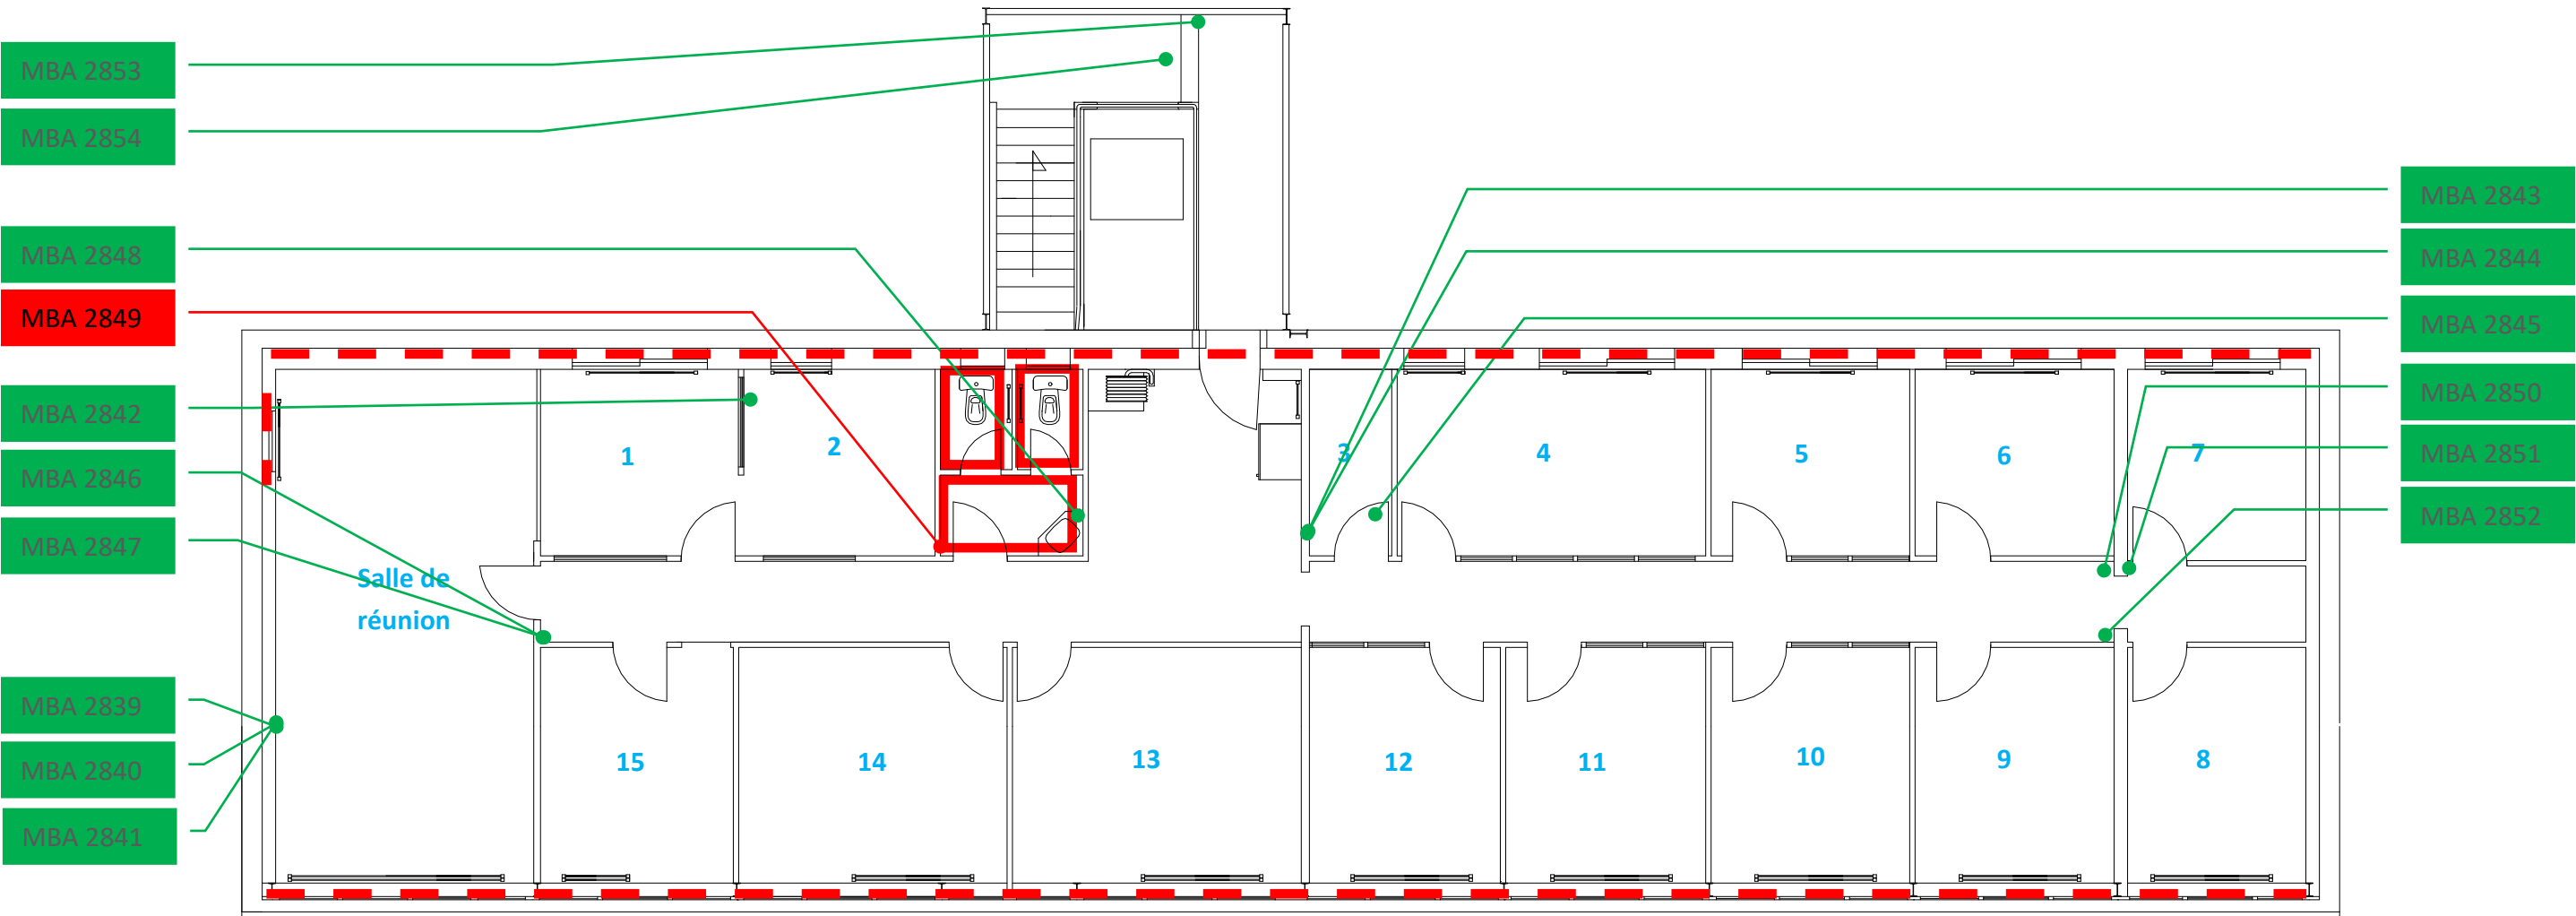 MBA 2853
MBA 2854
MBA 2843
MBA 2848
MBA 2844
MBA 2849
MBA 2845
MBA 2842
MBA 2850
1
2
3
4
5
6
7
MBA 2846
MBA 2851
MBA 2847
MBA 2852
Salle de
réunion
MBA 2839
MBA 2840
MBA 2841
15
14
13
12
11
10
9
8